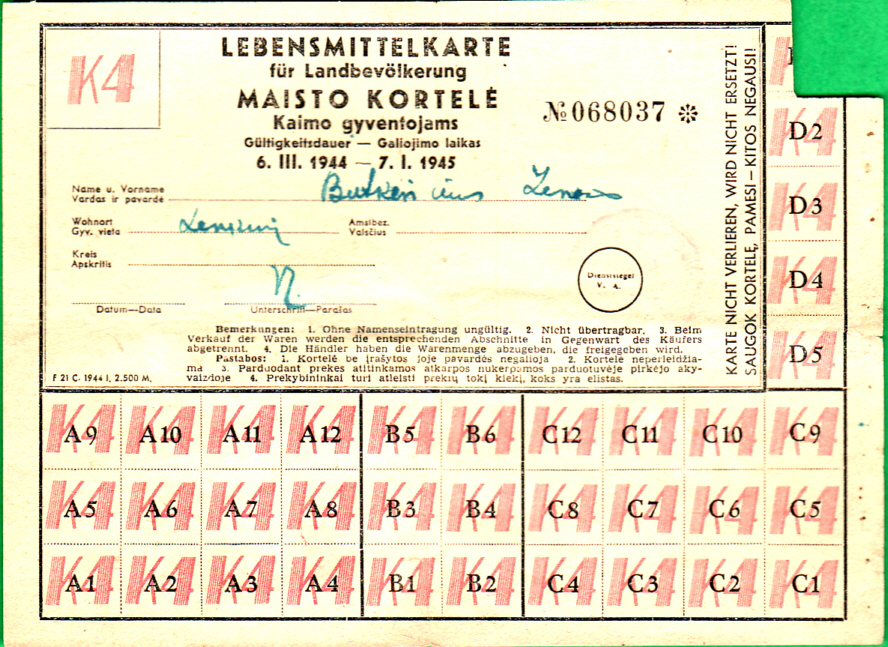 K4
LEBENSMITTELKARTE
für Landbevölkerung
MAISTO KORTELĖ
Kaimo gyventojams
Gültigkeitsdauer — Galiojimo laikas
6. III. 1944 — 7. I. 1945
№ 068037 ❊
Name u. Vorname
Vardas ir pavardė
Wohnort
Gyv. vieta
Amtsbez.
Valsčius
Kreis
Apskritis
Datum—Data
Unterschrift—Parašas
Dienstsiegel
V. A.
Bemerkungen: 1. Ohne Namenseintragung ungültig. 2. Nicht übertragbar. 3. Beim
Verkauf der Waren werden die entsprechenden Abschnitte in Gegenwart des Käufers
abgetrennt. 4. Die Händler haben die Warenmenge abzugeben, die freigegeben wird.
Pastabos: 1. Kortelė be įrašytos joje pavardės negalioja 2. Kortelė neperleidžia-
ma 3. Parduodant prekes atitinkamos atkarpos nukerpamos parduotuvėje pirkėjo aky-
vaizdoje 4. Prekybininkai turi atleisti prekių tokį kiekį, koks yra elistas.
F 21 C. 1944 I. 2.500 M.
KARTE NICHT VERLIEREN, WIRD NICHT ERSETZT!
SAUGOK KORTELĘ, PAMESI — KITOS NEGAUSI!
D2
D3
D4
D5
A9 A10 A11 A12 B5 B6 C12 C11 C10 C9
A5 A6 A7 A8 B3 B4 C8 C7 C6 C5
A1 A2 A3 A4 B1 B2 C4 C3 C2 C1